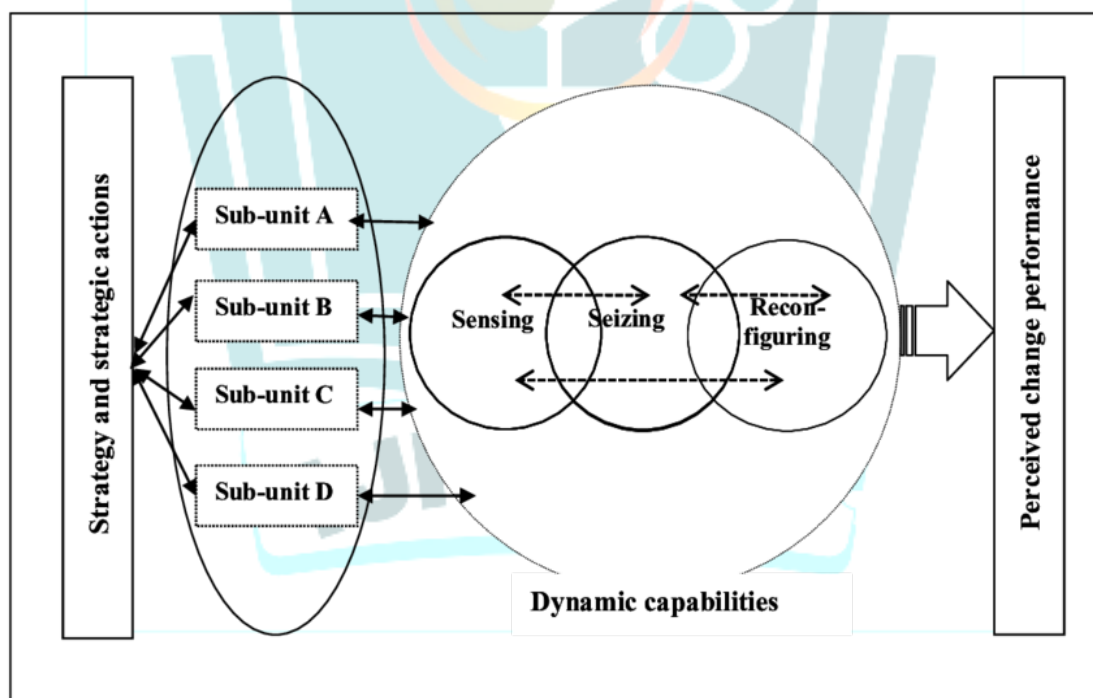 Strategy and strategic actions
Sub-unit A
Sub-unit B
Sub-unit C
Sub-unit D
Sensing
Seizing
Recon-
figuring
Dynamic capabilities
Perceived change performance